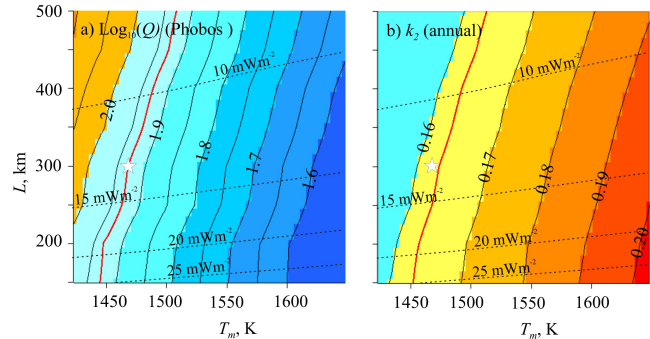 a) Log₁₀(Q) (Phobos )
500
400
300
200
L, km
2.0
1.9
1.8
1.7
1.6
10 mWm⁻²
15 mWm⁻²
20 mWm⁻²
25 mWm⁻²
1450 1500 1550 1600
Tₘ, K
b) k₂ (annual)
0.16
0.17
0.18
0.19
0.20
10 mWm⁻²
15 mWm⁻²
20 mWm⁻²
25 mWm⁻²
1450 1500 1550 1600
Tₘ, K